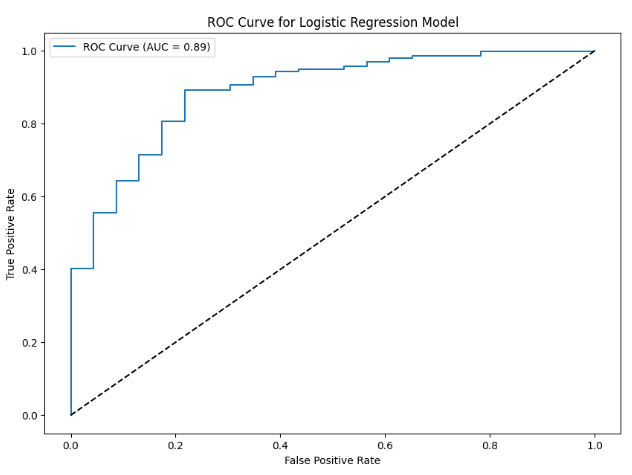 ROC Curve for Logistic Regression Model
ROC Curve (AUC = 0.89)
1.0
0.8
0.6
0.4
0.2
0.0
True Positive Rate
0.0 0.2 0.4 0.6 0.8 1.0
False Positive Rate